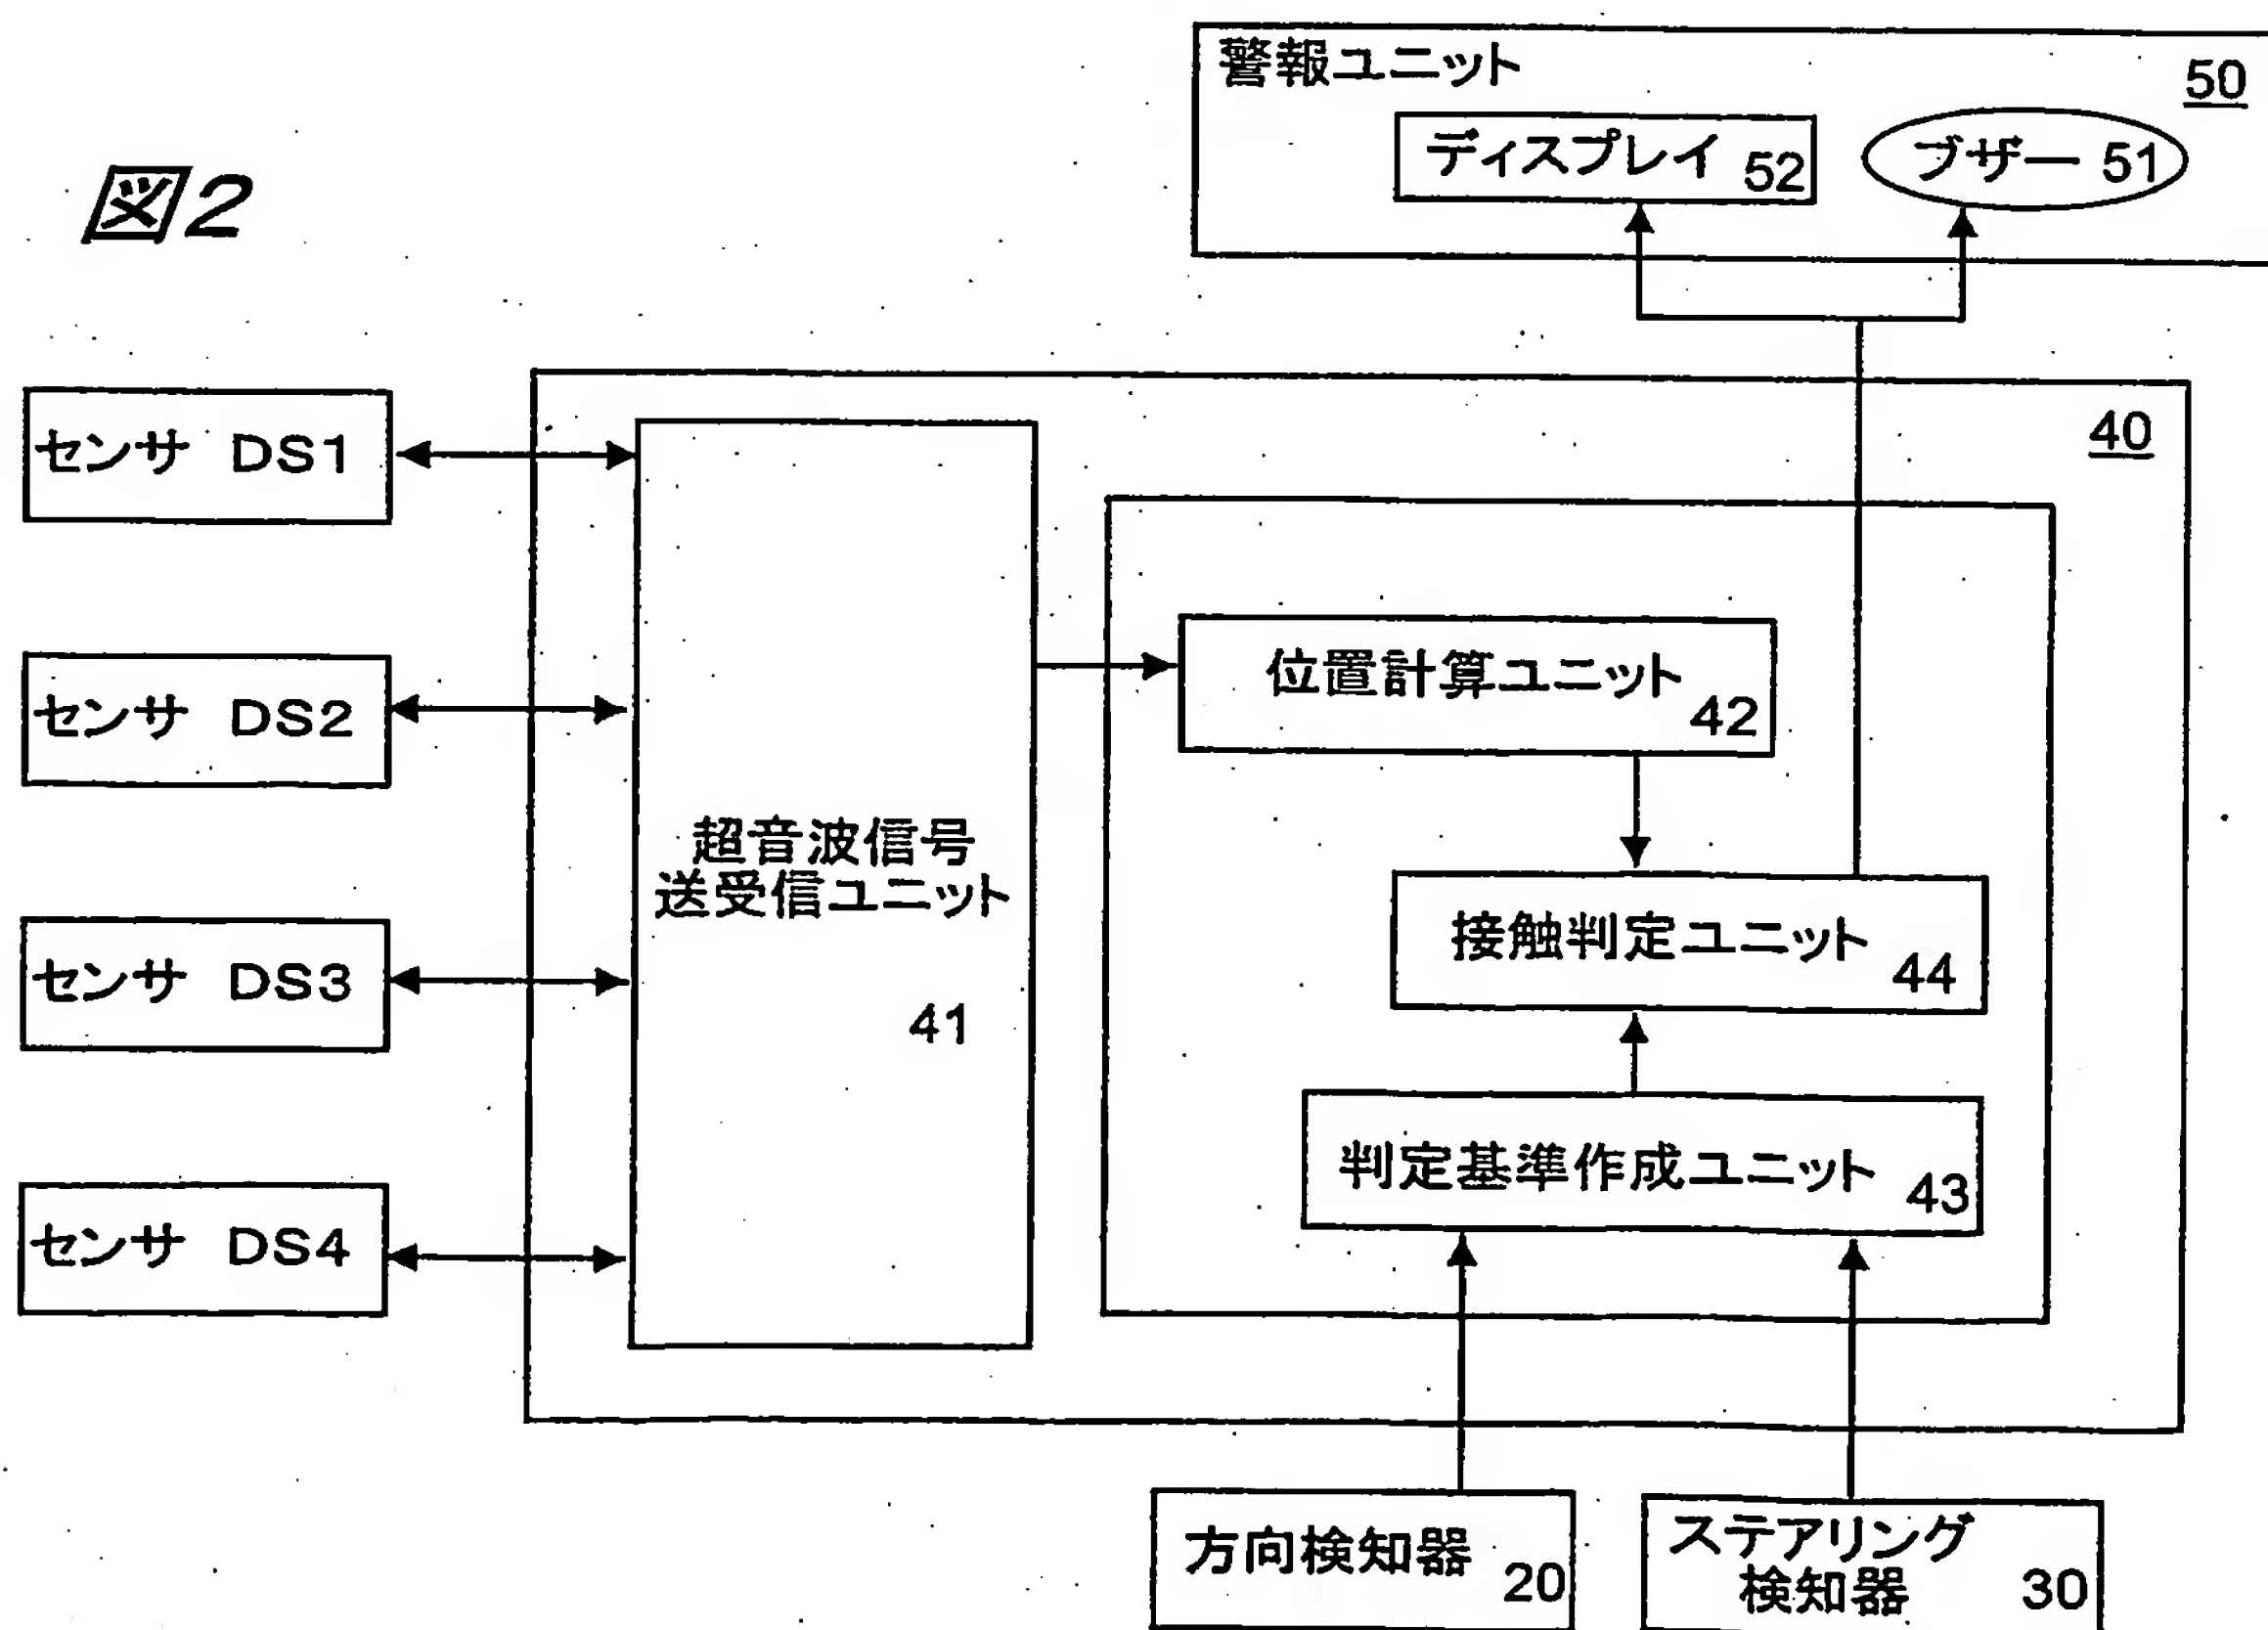 図2
警報ユニット
50
ディスプレイ 52
ブザー 51
40
センサ DS1
センサ DS2
センサ DS3
センサ DS4
超音波信号
送受信ユニット
41
位置計算ユニット
42
接触判定ユニット
44
判定基準作成ユニット
43
方向検知器 20
ステアリング
検知器 30